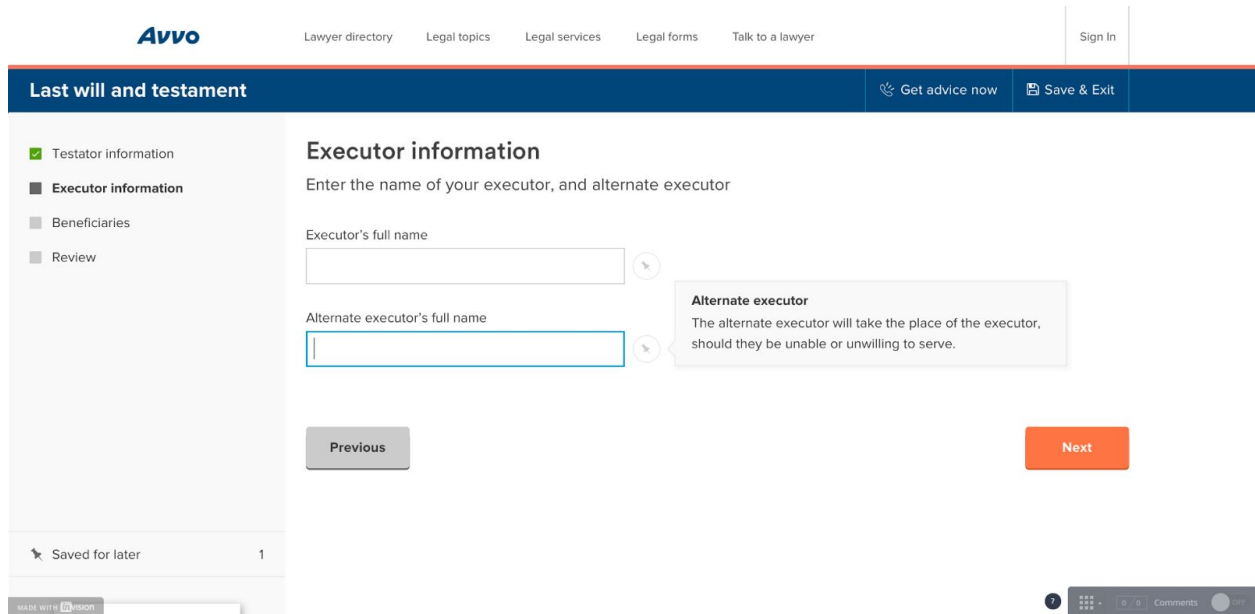 Avvo
Lawyer directory Legal topics Legal services Legal forms Talk to a lawyer Sign In
Last will and testament Get advice now Save & Exit
Testator information
Executor information
Beneficiaries
Review
Executor information
Enter the name of your executor, and alternate executor
Executor's full name
Alternate executor's full name
Alternate executor
The alternate executor will take the place of the executor,
should they be unable or unwilling to serve.
Previous Next
Saved for later 1
MADE WITH InVISION ? 0 / 0 Comments OFF